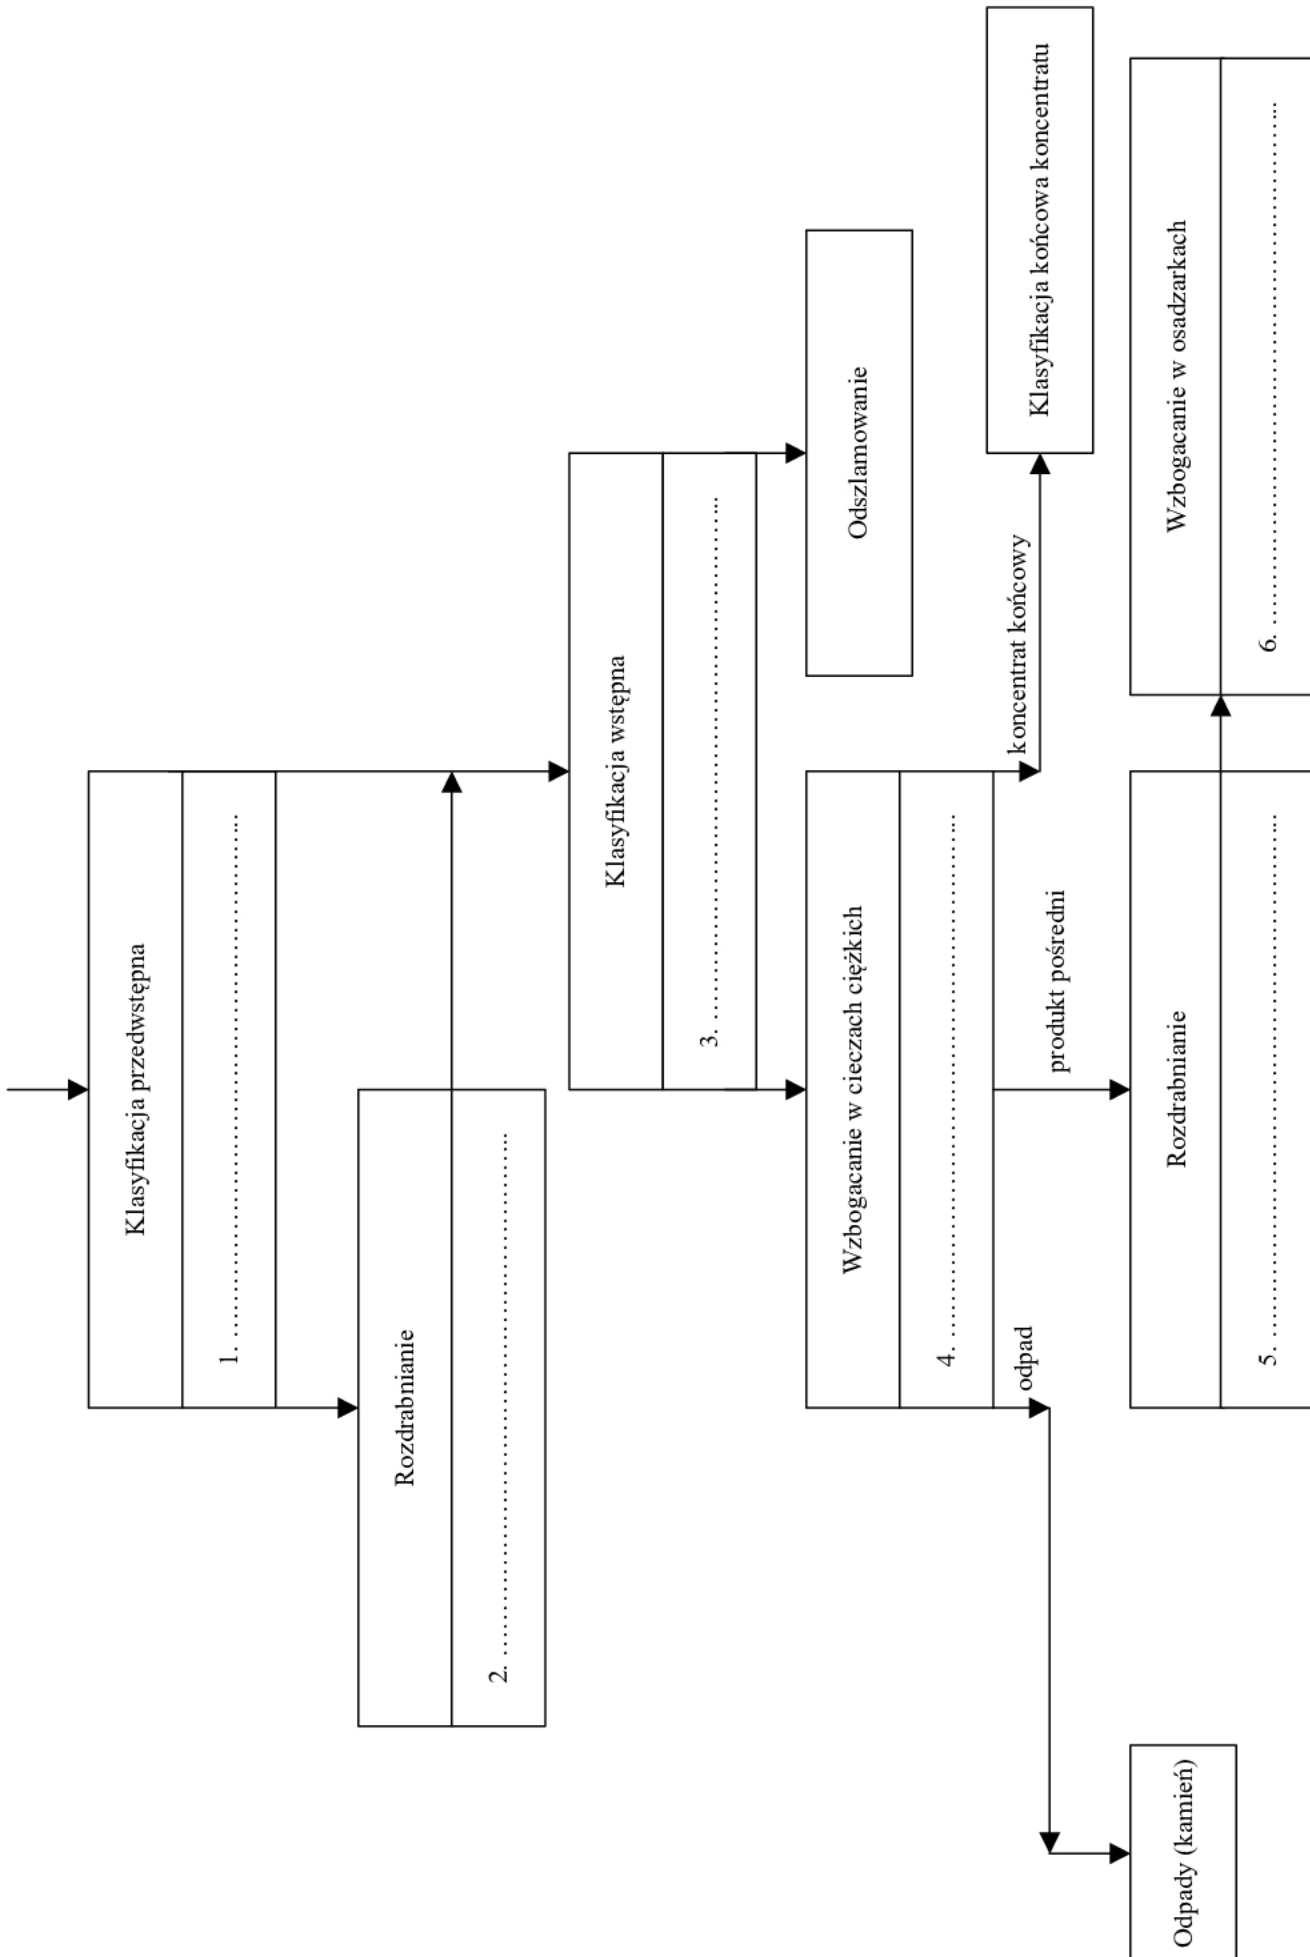 Klasyfikacja przedwstępna
1. ................................................................
Rozdrabnianie
2. ................................................................
Klasyfikacja wstępna
3. ................................................................
Odszlamowanie
Wzbogacanie w cieczach ciężkich
4. ................................................................
odpad
produkt pośredni
koncentrat końcowy
Klasyfikacja końcowa koncentratu
Odpady (kamień)
Rozdrabnianie
5. ................................................................
Wzbogacanie w osadzarkach
6. ................................................................